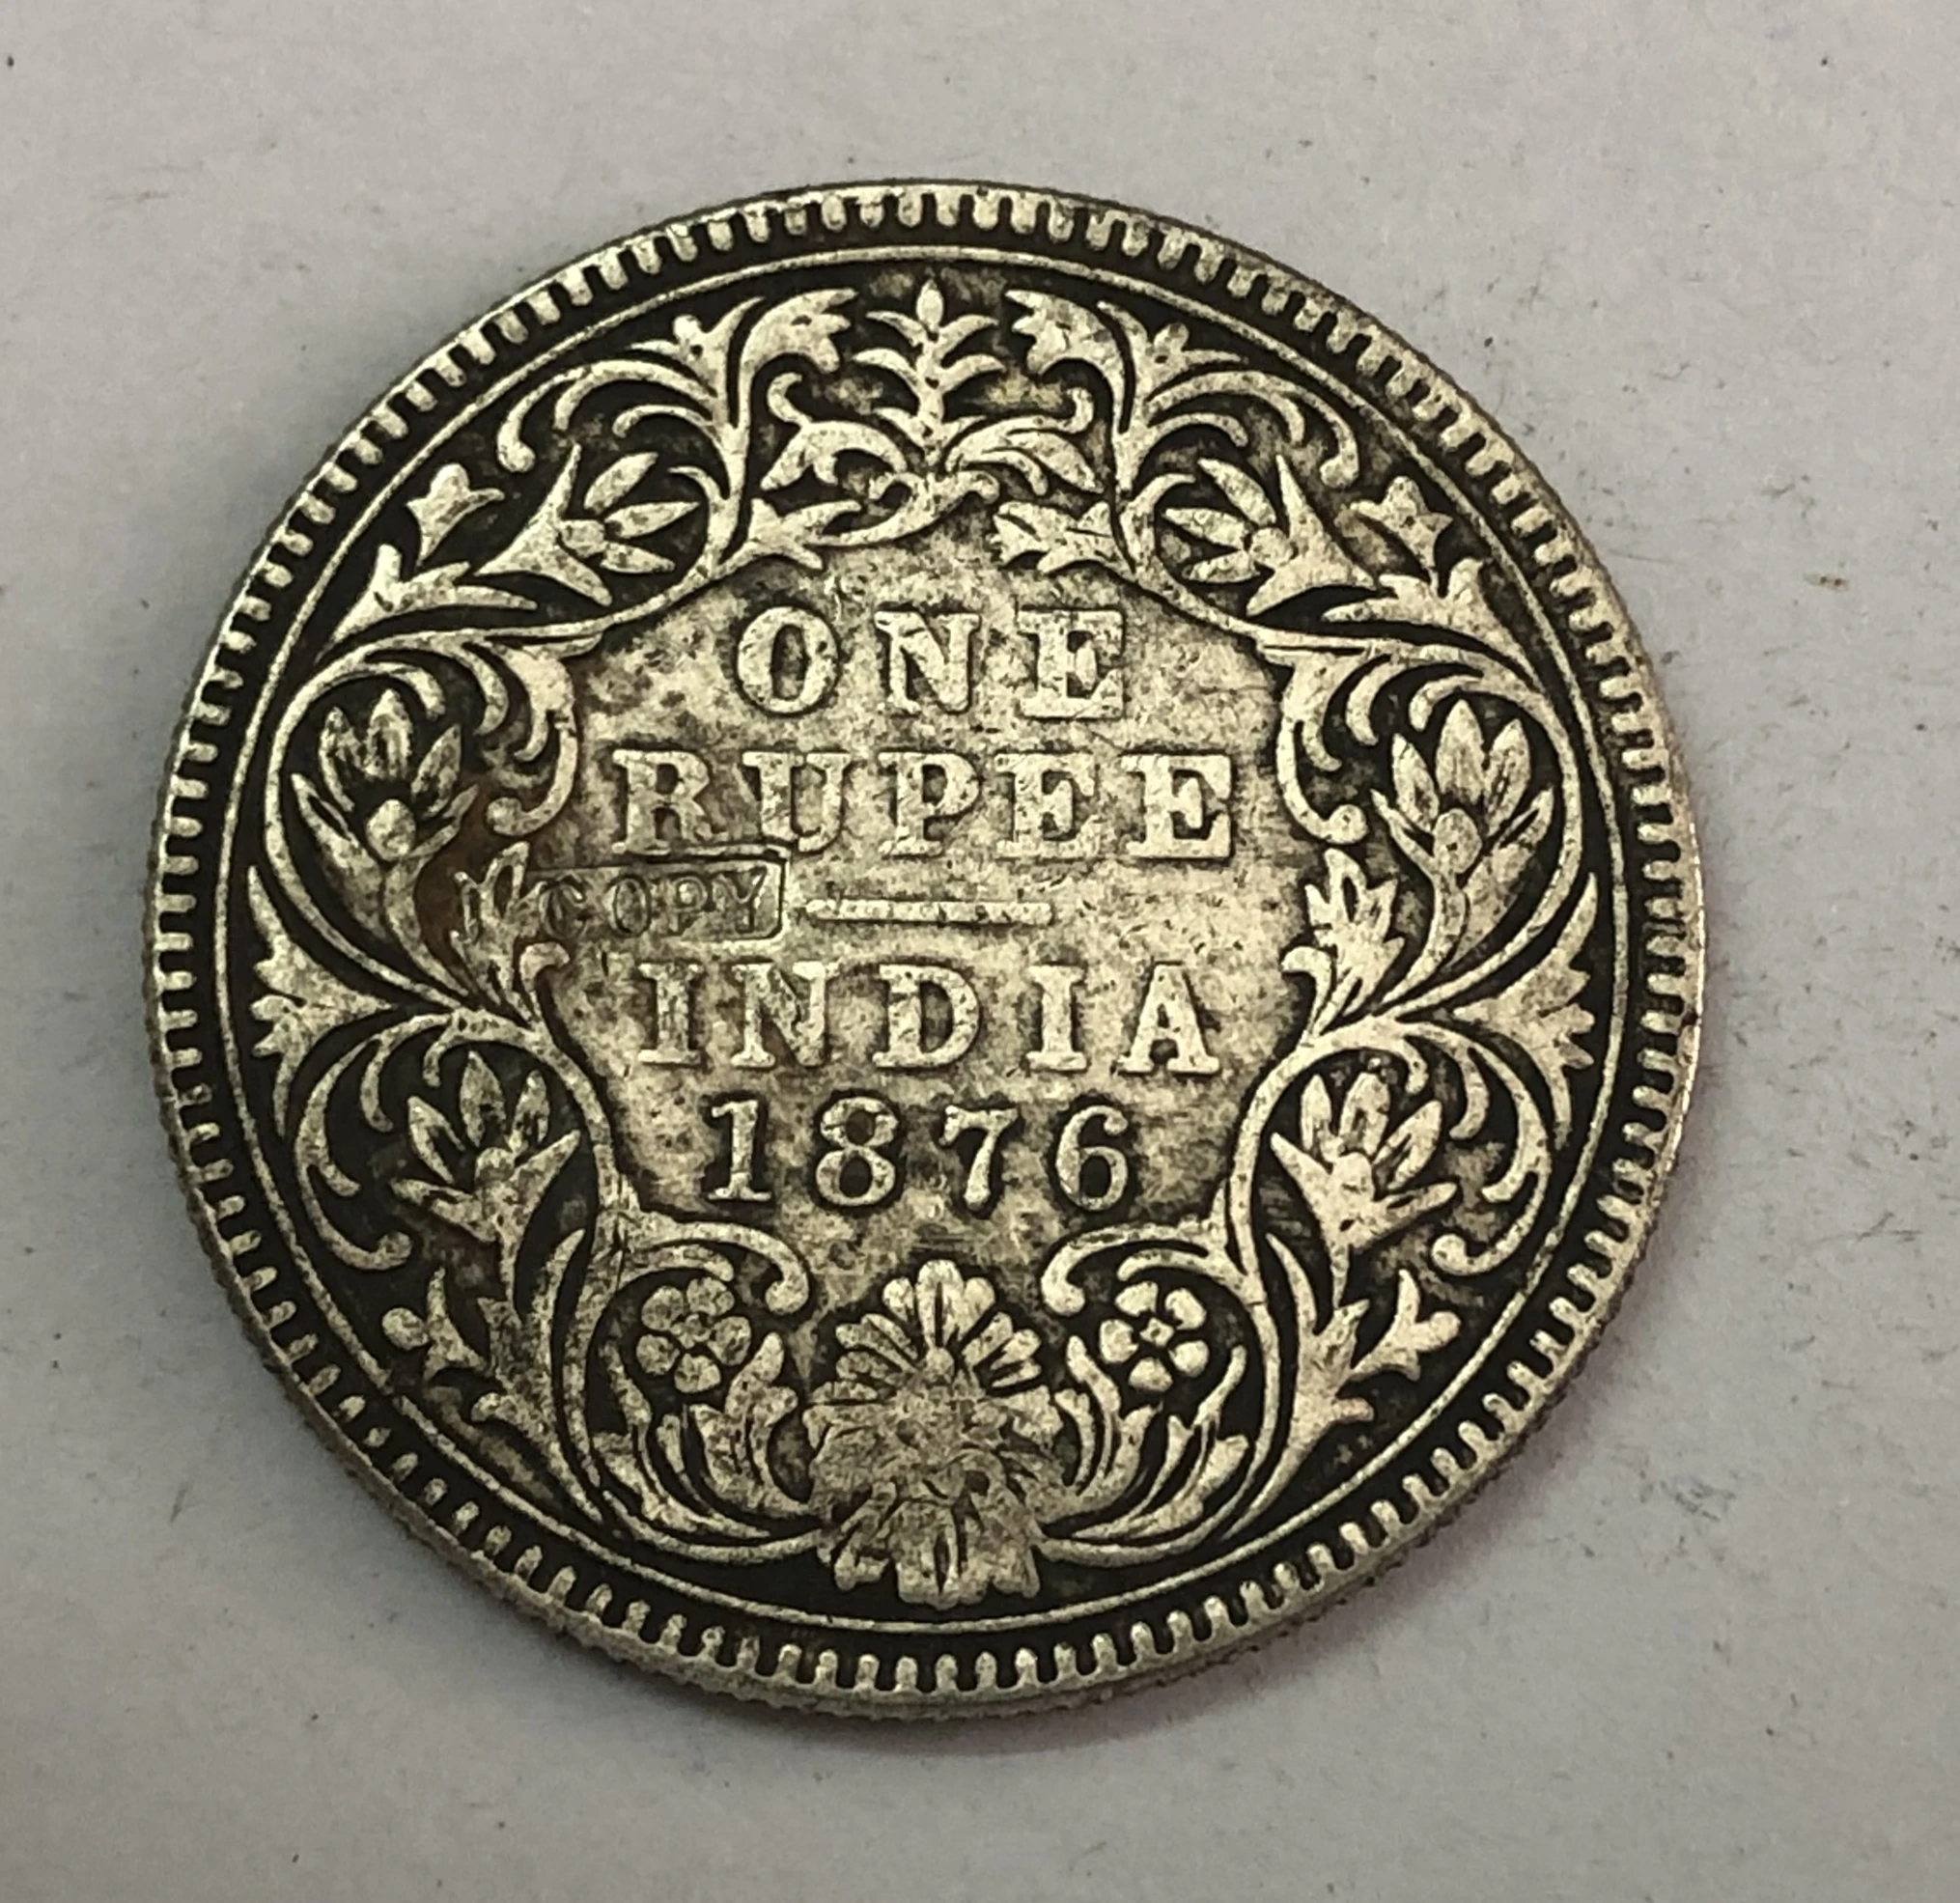 ONE
RUPEE
COPY
INDIA
1876